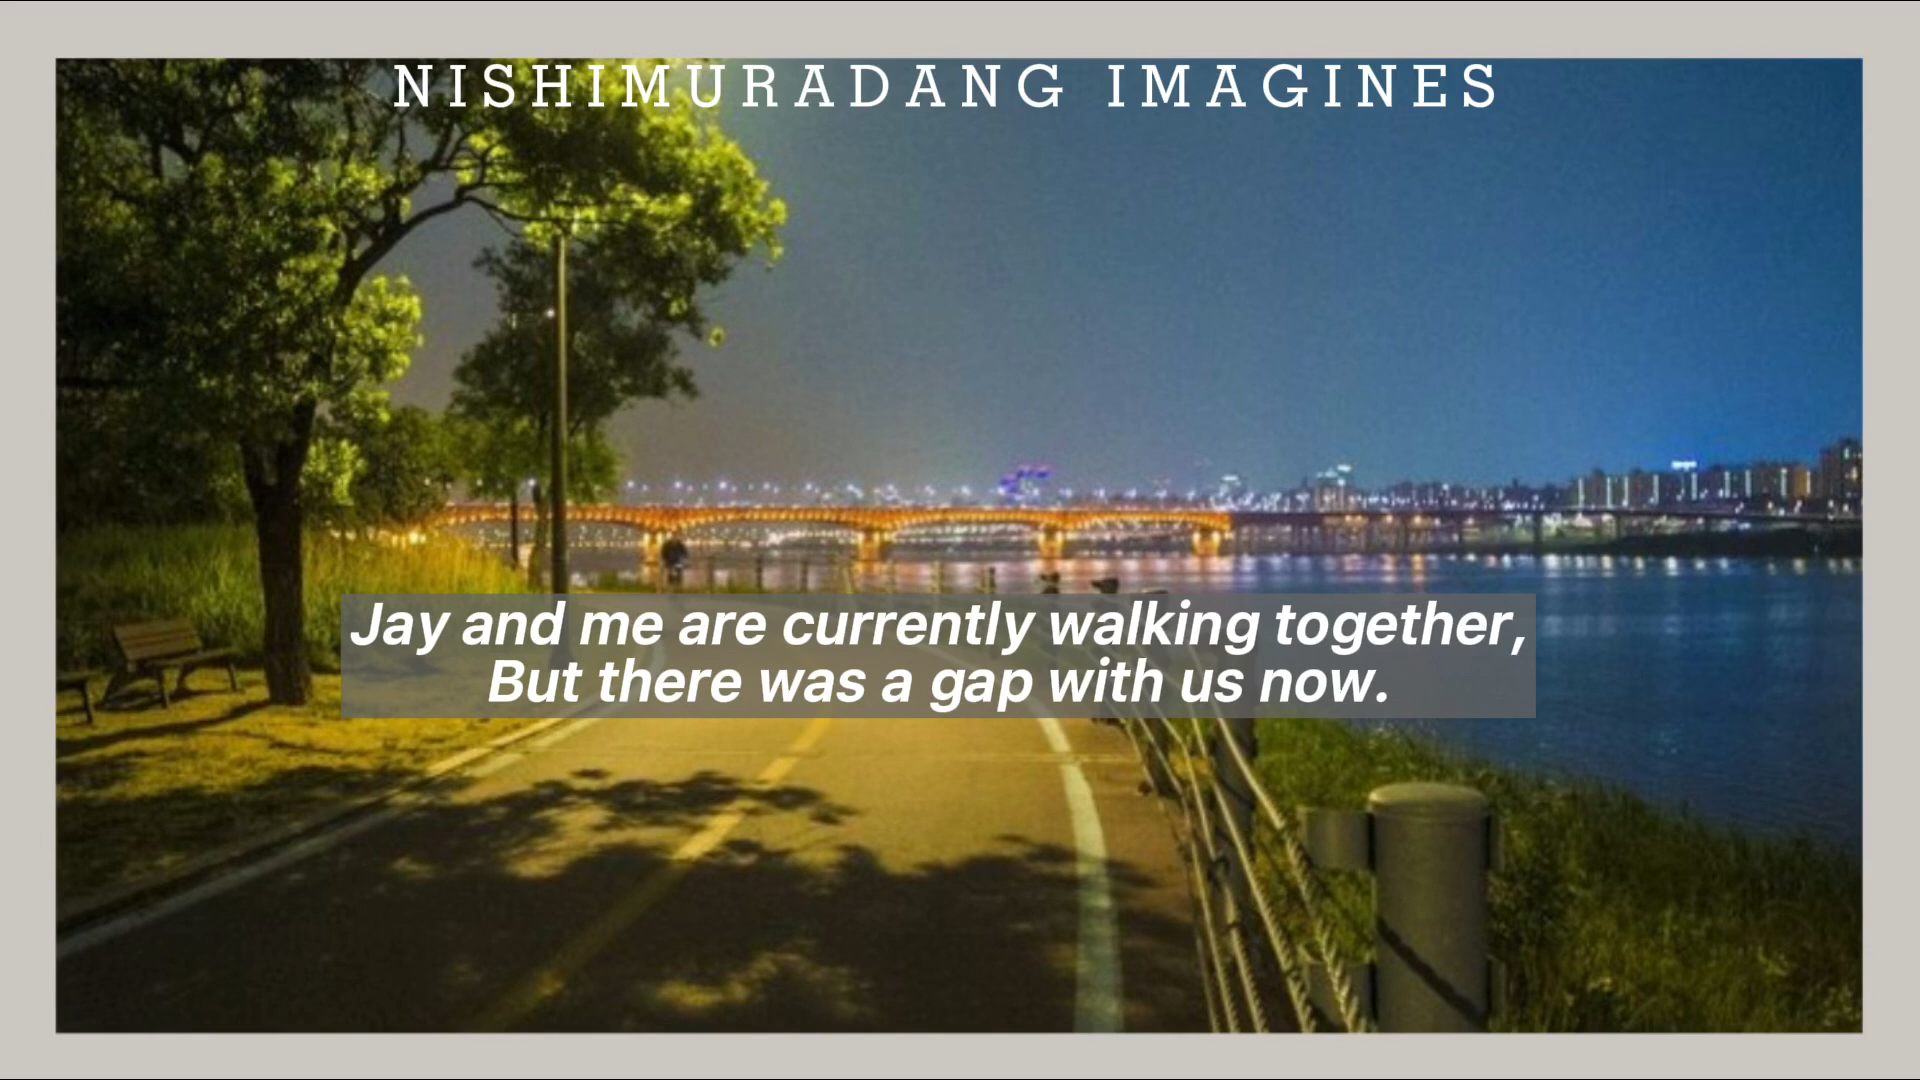 NISHIMURADANG IMAGINES
Jay and me are currently walking together,
But there was a gap with us now.